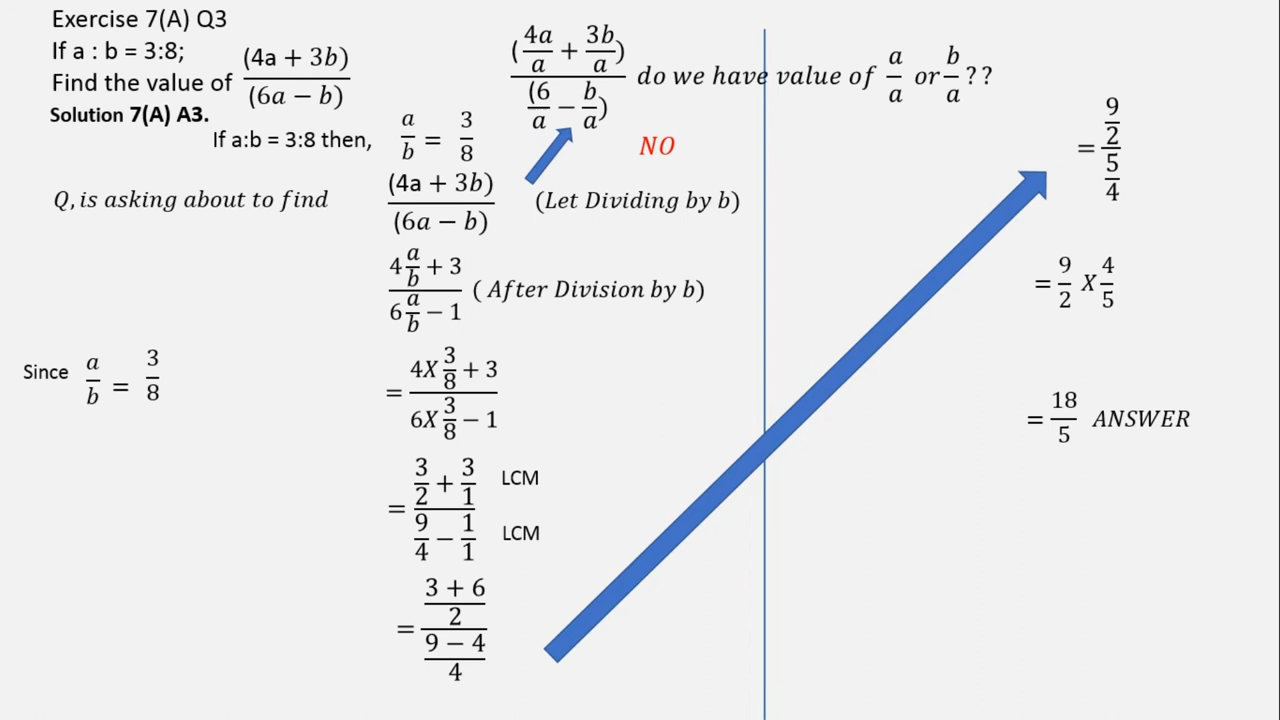 Exercise 7(A) Q3
If a : b = 3:8;
Find the value of (4a + 3b)/(6a − b)
Solution 7(A) A3.
If a:b = 3:8 then, a/b = 3/8
Q, is asking about to find (4a + 3b)/(6a − b) (Let Dividing by b)
(4 a/b + 3)/(6 a/b − 1) ( After Division by b)
Since a/b = 3/8
= (4X 3/8 + 3)/(6X 3/8 − 1)
= (3/2 + 3/1)/(9/4 − 1/1) LCM LCM
= ((3 + 6)/2)/((9 − 4)/4)
(4a/a + 3b/a)/(6/a − b/a) do we have value of a/a or b/a ??
NO
= (9/2)/(5/4)
= 9/2 X 4/5
= 18/5 ANSWER